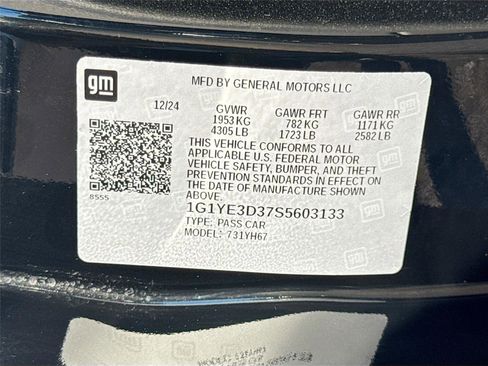 gm
MFD BY GENERAL MOTORS LLC
12/24 GVWR GAWR FRT GAWR RR
1953 KG 782 KG 1171 KG
4305 LB 1723 LB 2582 LB
THIS VEHICLE CONFORMS TO ALL
APPLICABLE U.S. FEDERAL MOTOR
VEHICLE SAFETY, BUMPER, AND THEFT
PREVENTION STANDARDS IN EFFECT ON
THE DATE OF MANUFACTURE SHOWN
ABOVE.
1G1YE3D37S5603133
TYPE: PASS CAR
MODEL: 731YH67